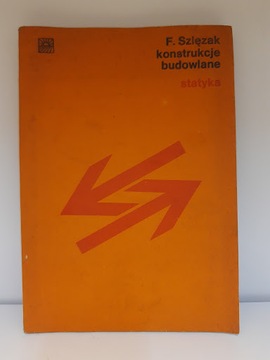 F. Szlęzak
konstrukcje
budowlane
statyka